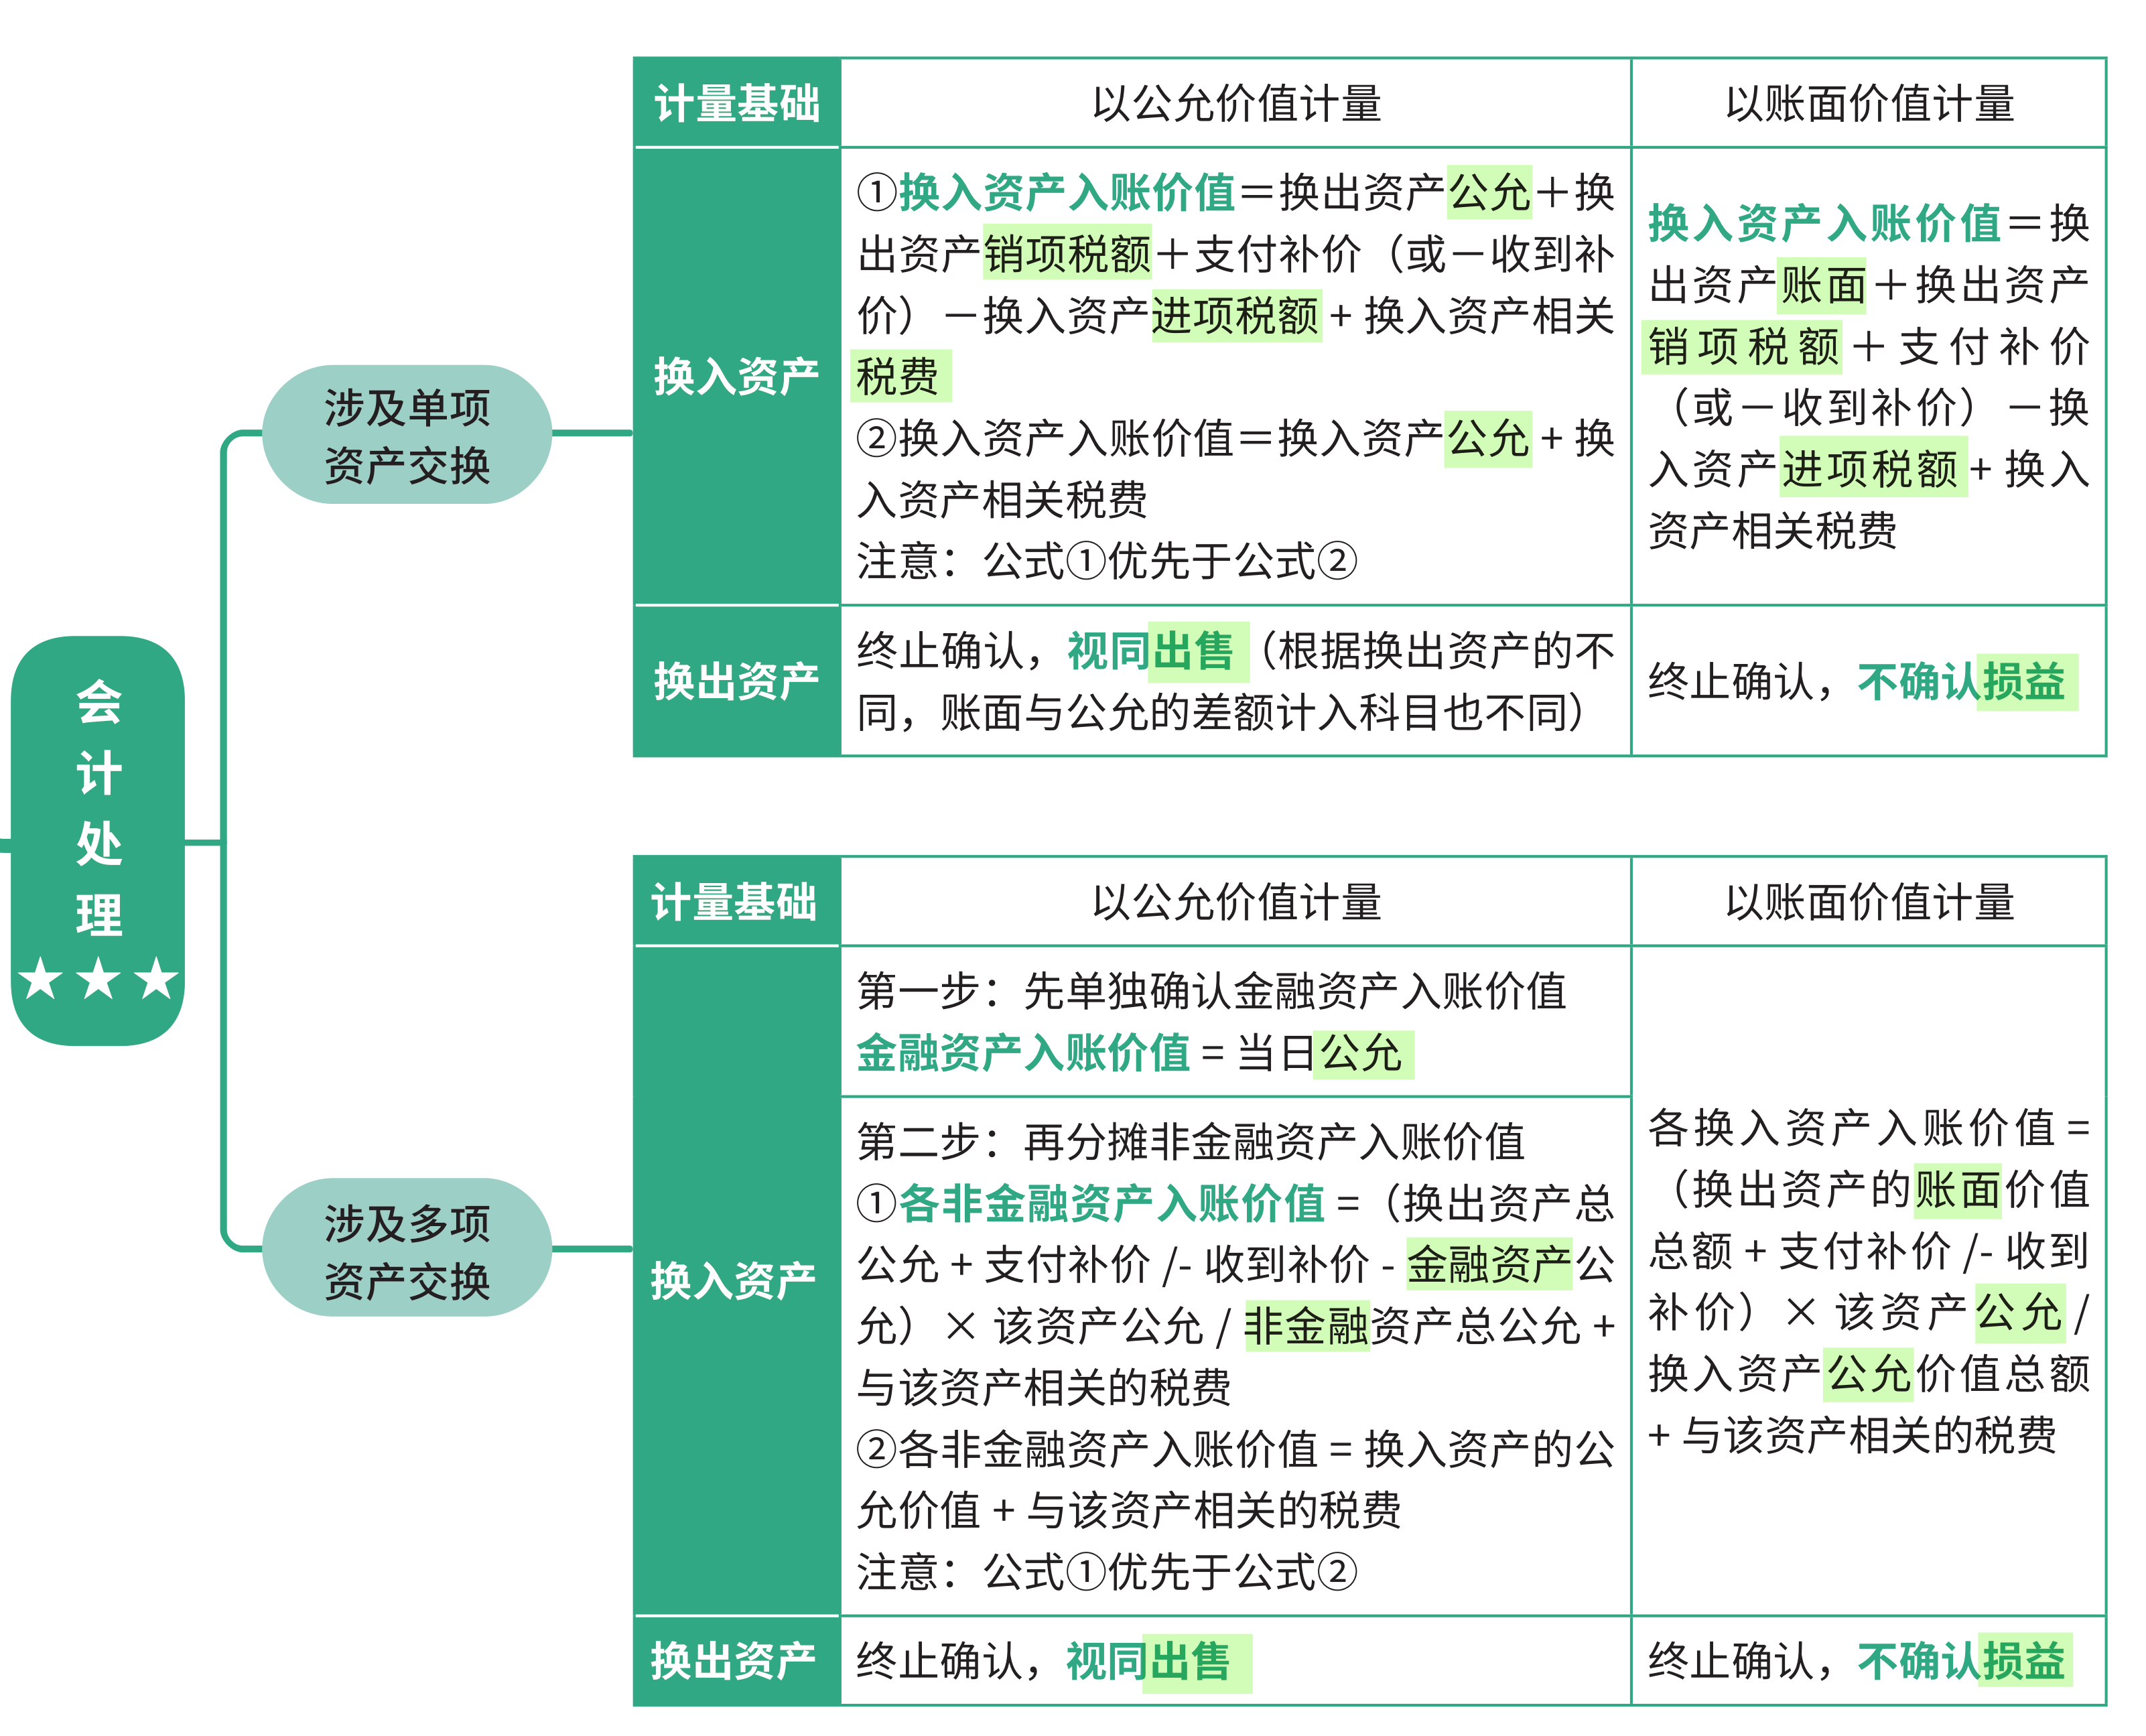 会
计
处
理
★★★
涉及单项
资产交换
计量基础
以公允价值计量
以账面价值计量
换入资产
①换入资产入账价值＝换出资产公允＋换
出资产销项税额＋支付补价（或－收到补
价）－换入资产进项税额 + 换入资产相关
税费
②换入资产入账价值＝换入资产公允 + 换
入资产相关税费
注意：公式①优先于公式②
换入资产入账价值＝换
出资产账面＋换出资产
销项税额＋支付补价
（或－收到补价）－换
入资产进项税额 + 换入
资产相关税费
换出资产
终止确认，视同出售（根据换出资产的不
同，账面与公允的差额计入科目也不同）
终止确认，不确认损益
涉及多项
资产交换
计量基础
以公允价值计量
以账面价值计量
换入资产
第一步：先单独确认金融资产入账价值
金融资产入账价值 = 当日公允
第二步：再分摊非金融资产入账价值
①各非金融资产入账价值 =（换出资产总
公允 + 支付补价 /- 收到补价 - 金融资产公
允）× 该资产公允 / 非金融资产总公允 +
与该资产相关的税费
②各非金融资产入账价值 = 换入资产的公
允价值 + 与该资产相关的税费
注意：公式①优先于公式②
各换入资产入账价值 =
（换出资产的账面价值
总额 + 支付补价 /- 收到
补价）× 该资产公允 /
换入资产公允价值总额
+ 与该资产相关的税费
换出资产
终止确认，视同出售
终止确认，不确认损益